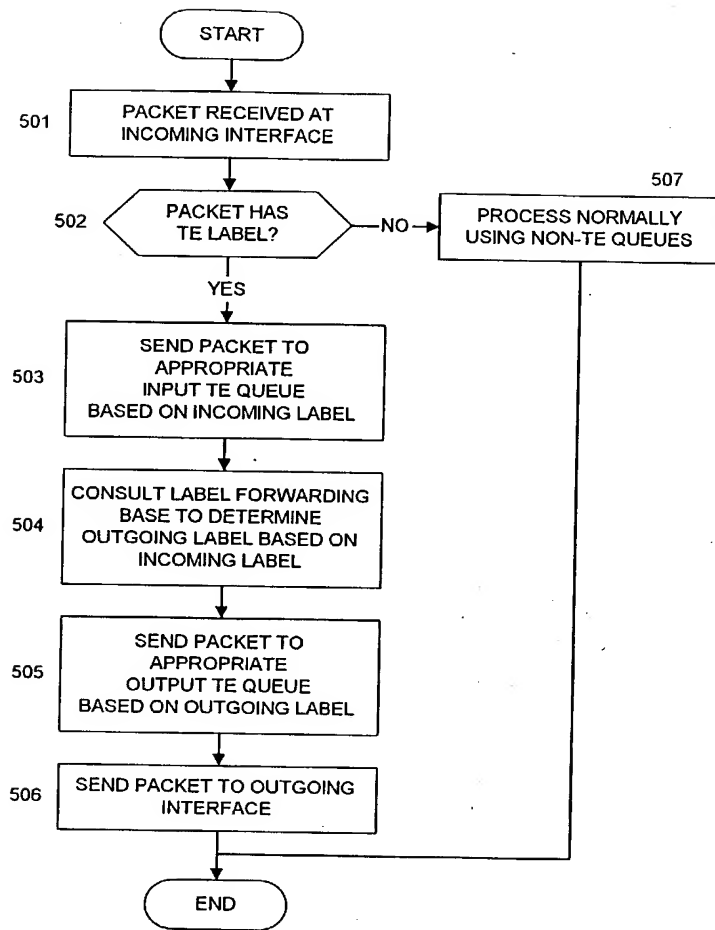 START
501
PACKET RECEIVED AT
INCOMING INTERFACE
507
502
PACKET HAS
TE LABEL?
NO
PROCESS NORMALLY
USING NON-TE QUEUES
YES
503
SEND PACKET TO
APPROPRIATE
INPUT TE QUEUE
BASED ON INCOMING LABEL
504
CONSULT LABEL FORWARDING
BASE TO DETERMINE
OUTGOING LABEL BASED ON
INCOMING LABEL
505
SEND PACKET TO
APPROPRIATE
OUTPUT TE QUEUE
BASED ON OUTGOING LABEL
506
SEND PACKET TO OUTGOING
INTERFACE
END